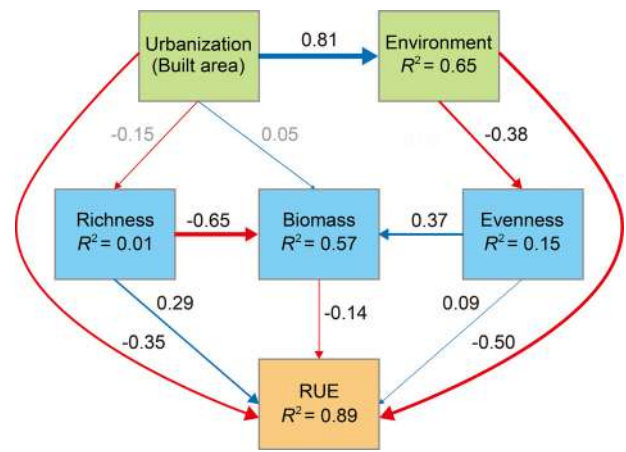 Urbanization
(Built area)
0.81
Environment
R² = 0.65
-0.15
0.05
-0.38
Richness
R² = 0.01
-0.65
Biomass
R² = 0.57
0.37
Evenness
R² = 0.15
0.29
-0.14
0.09
-0.35
-0.50
RUE
R² = 0.89